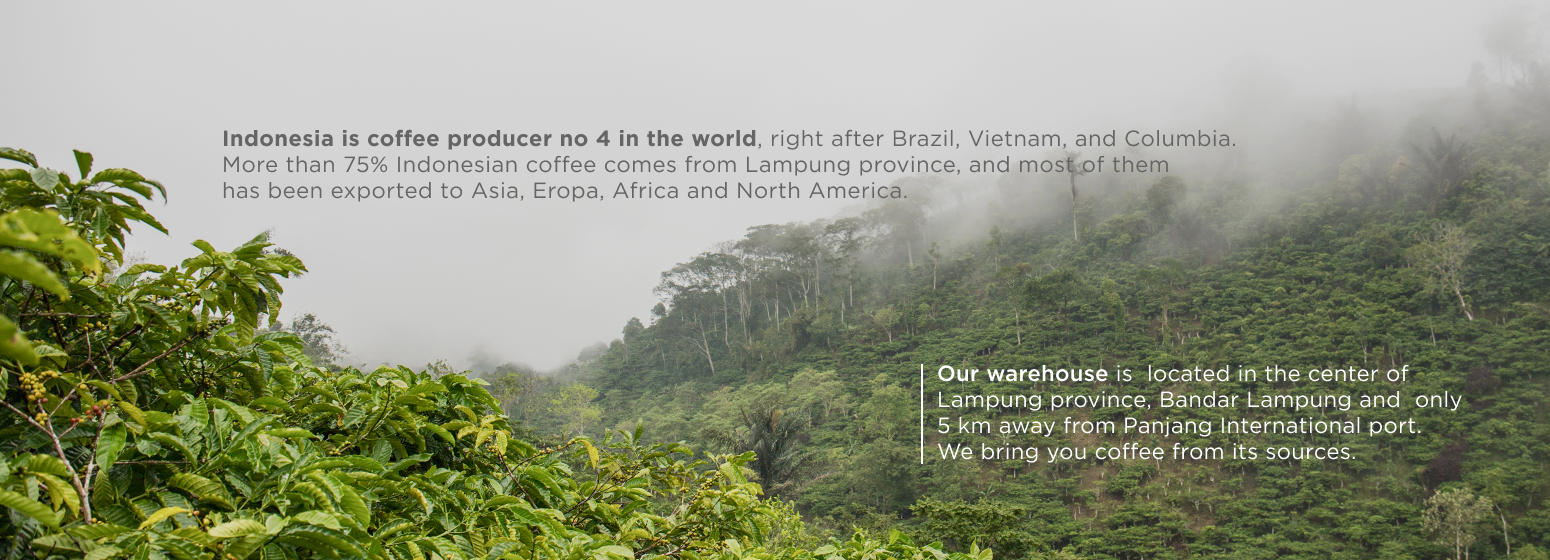 Indonesia is coffee producer no 4 in the world, right after Brazil, Vietnam, and Columbia.
More than 75% Indonesian coffee comes from Lampung province, and most of them
has been exported to Asia, Eropa, Africa and North America.
Our warehouse is  located in the center of
Lampung province, Bandar Lampung and  only
5 km away from Panjang International port.
We bring you coffee from its sources.